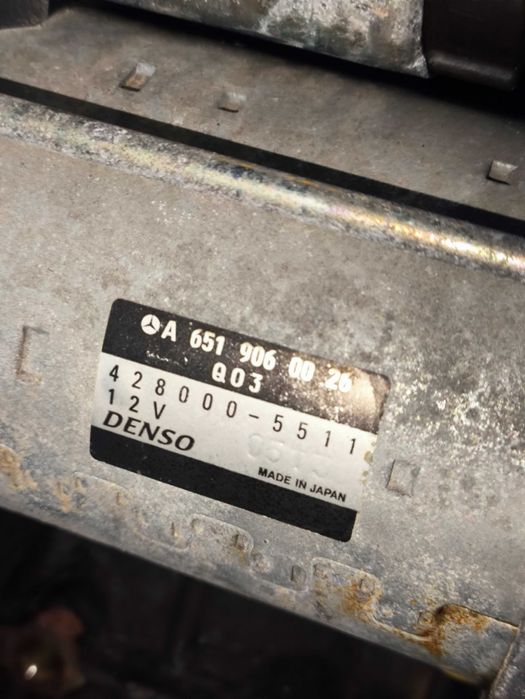 A 651 906 00 26
Q03
428000-5511
12V
DENSO
MADE IN JAPAN